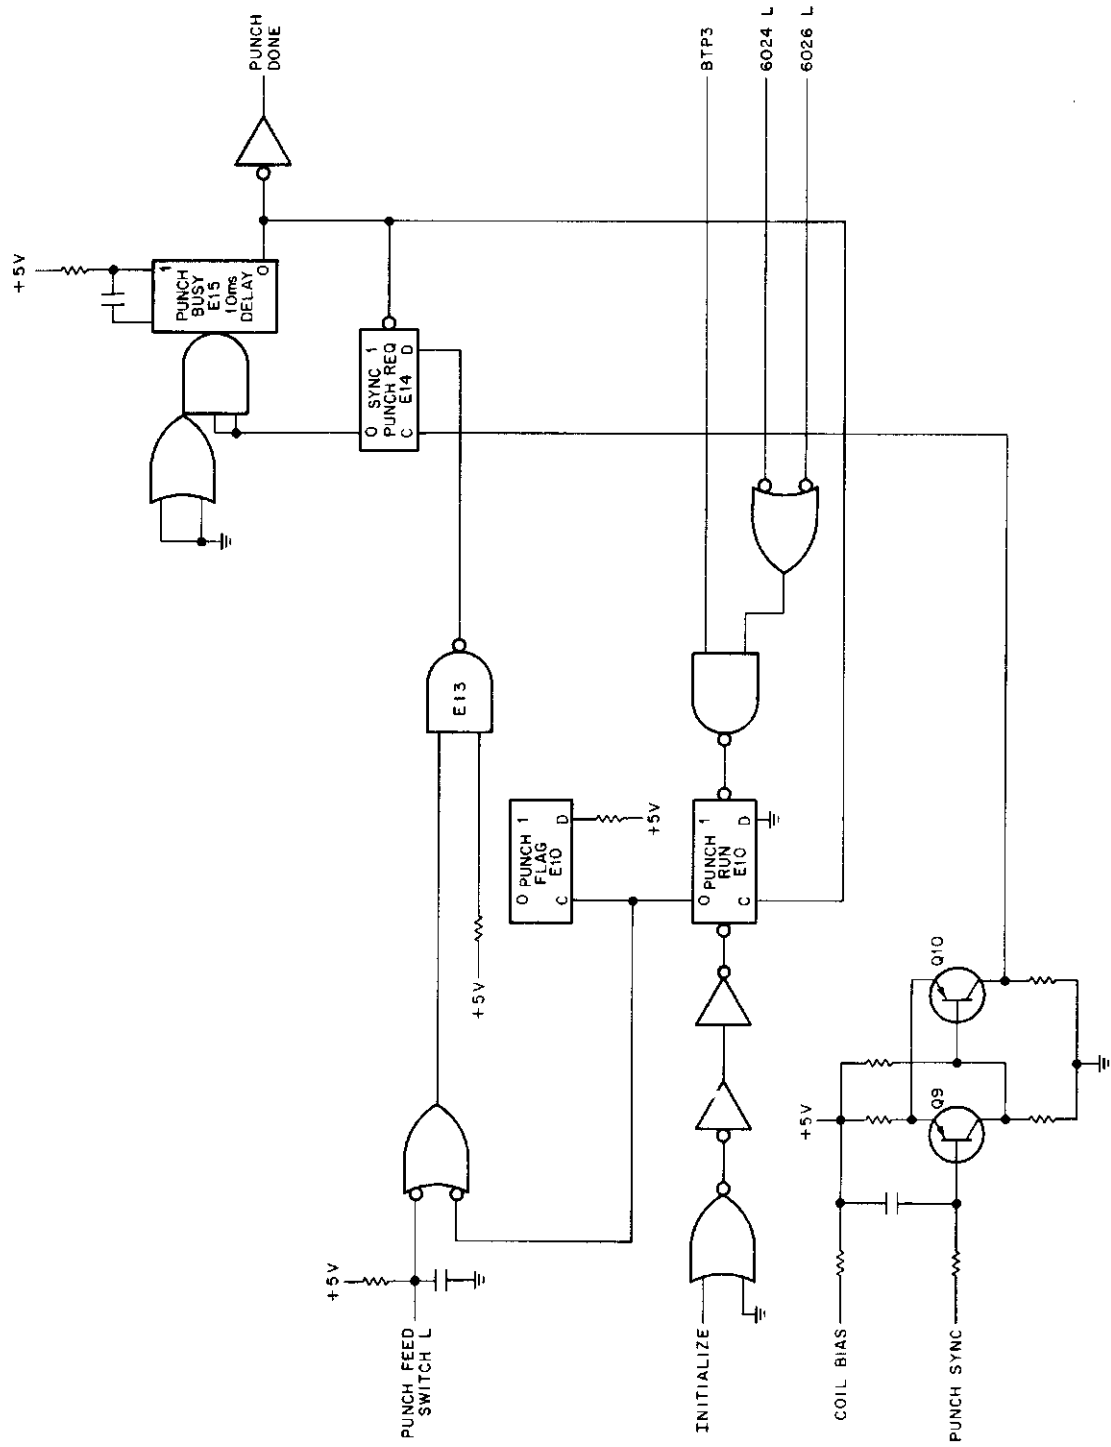 PUNCH FEED
SWITCH L
+5V
INITIALIZE
COIL BIAS
PUNCH SYNC
+5V
Q9
Q10
+5V
0 PUNCH 1
FLAG
E10
C D
+5V
0 PUNCH 1
RUN
E10
C D
E13
0 SYNC 1
PUNCH REQ
E14
C D
+5V
1
PUNCH
BUSY
E15
10ms
DELAY
0
PUNCH
DONE
BTP3
6024 L
6026 L